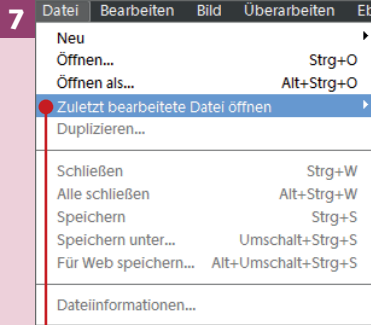 7
Datei Bearbeiten Bild Überarbeiten
Neu
Öffnen... Strg+O
Öffnen als... Alt+Strg+O
Zuletzt bearbeitete Datei öffnen
Duplizieren...
Schließen Strg+W
Alle schließen Alt+Strg+W
Speichern Strg+S
Speichern unter... Umschalt+Strg+S
Für Web speichern... Alt+Umschalt+Strg+S
Dateiinformationen...